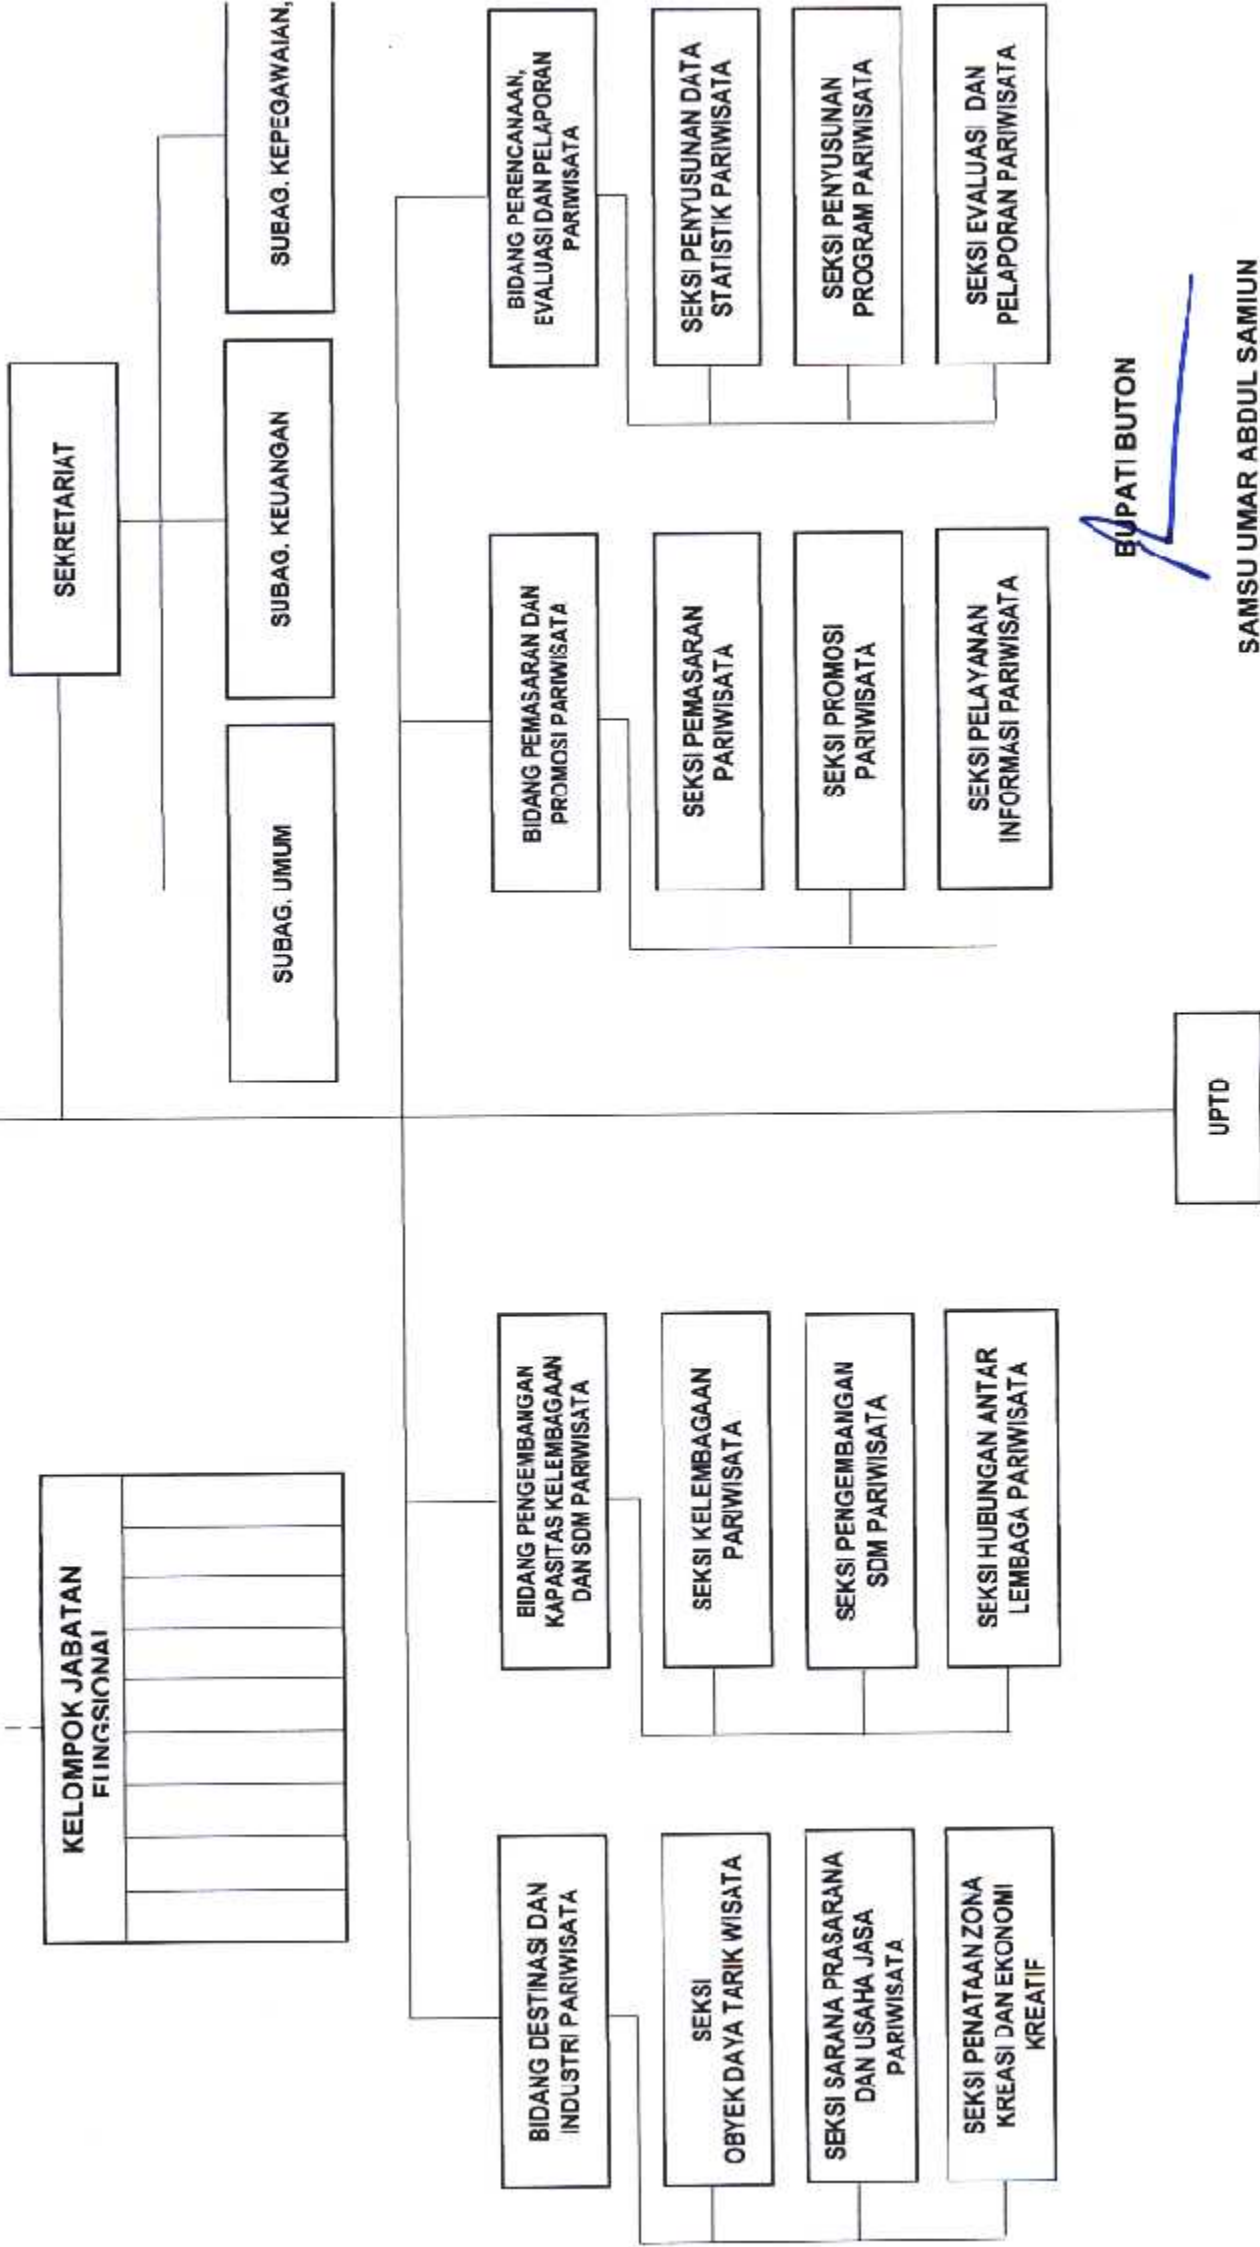 SEKRETARIAT
KELOMPOK JABATAN
FUNGSIONAL
SUBAG. UMUM
SUBAG. KEUANGAN
SUBAG. KEPEGAWAIAN,
BIDANG DESTINASI DAN
INDUSTRI PARIWISATA
SEKSI
OBYEK DAYA TARIK WISATA
SEKSI SARANA PRASARANA
DAN USAHA JASA
PARIWISATA
SEKSI PENATAAN ZONA
KREASI DAN EKONOMI
KREATIF
BIDANG PENGEMBANGAN
KAPASITAS KELEMBAGAAN
DAN SDM PARIWISATA
SEKSI KELEMBAGAAN
PARIWISATA
SEKSI PENGEMBANGAN
SDM PARIWISATA
SEKSI HUBUNGAN ANTAR
LEMBAGA PARIWISATA
BIDANG PEMASARAN DAN
PROMOSI PARIWISATA
SEKSI PEMASARAN
PARIWISATA
SEKSI PROMOSI
PARIWISATA
SEKSI PELAYANAN
INFORMASI PARIWISATA
BIDANG PERENCANAAN,
EVALUASI DAN PELAPORAN
PARIWISATA
SEKSI PENYUSUNAN DATA
STATISTIK PARIWISATA
SEKSI PENYUSUNAN
PROGRAM PARIWISATA
SEKSI EVALUASI DAN
PELAPORAN PARIWISATA
UPTD
BUPATI BUTON
SAMSU UMAR ABDUL SAMIUN